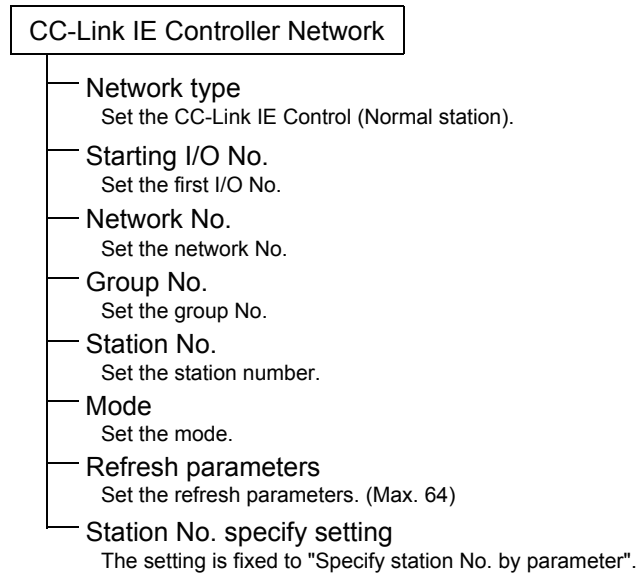 CC-Link IE Controller Network
Network type
Set the CC-Link IE Control (Normal station).
Starting I/O No.
Set the first I/O No.
Network No.
Set the network No.
Group No.
Set the group No.
Station No.
Set the station number.
Mode
Set the mode.
Refresh parameters
Set the refresh parameters. (Max. 64)
Station No. specify setting
The setting is fixed to "Specify station No. by parameter".